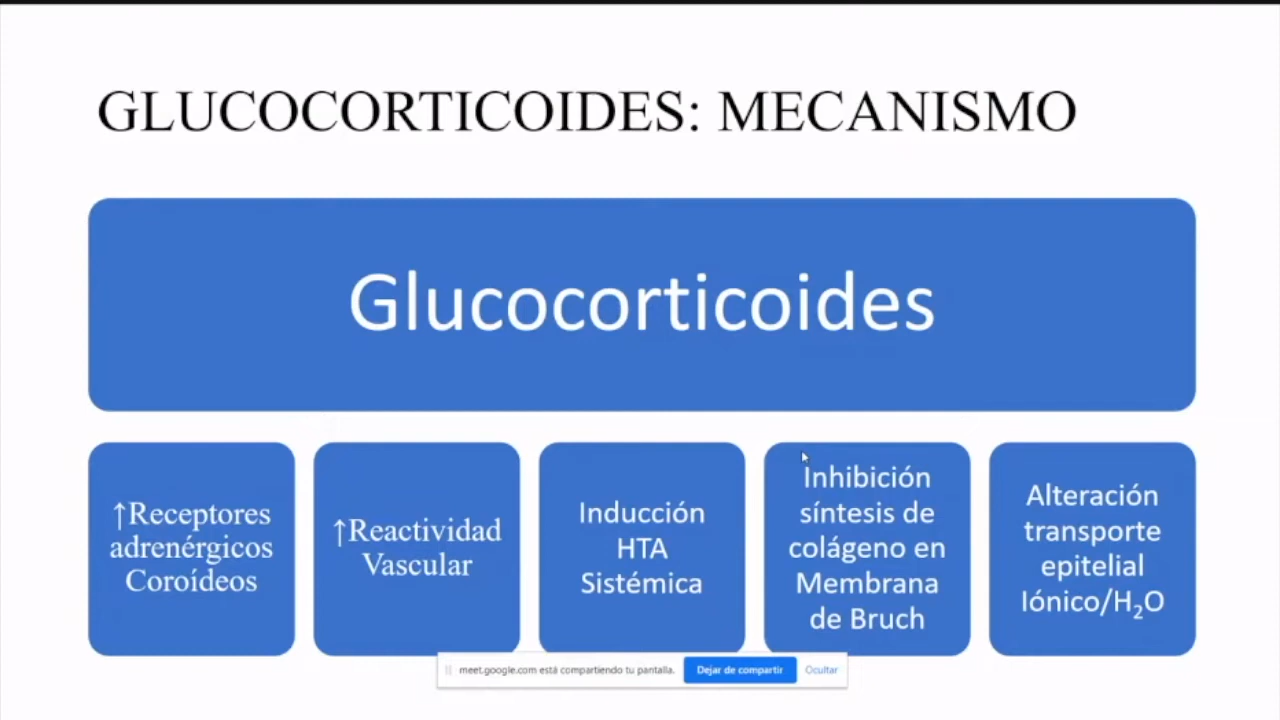 GLUCOCORTICOIDES: MECANISMO
Glucocorticoides
↑Receptores
adrenérgicos
Coroídeos
↑Reactividad
Vascular
Inducción
HTA
Sistémica
Inhibición
síntesis de
colágeno en
Membrana
de Bruch
Alteración
transporte
epitelial
Iónico/H₂O
meet.google.com está compartiendo tu pantalla.
Dejar de compartir
Ocultar